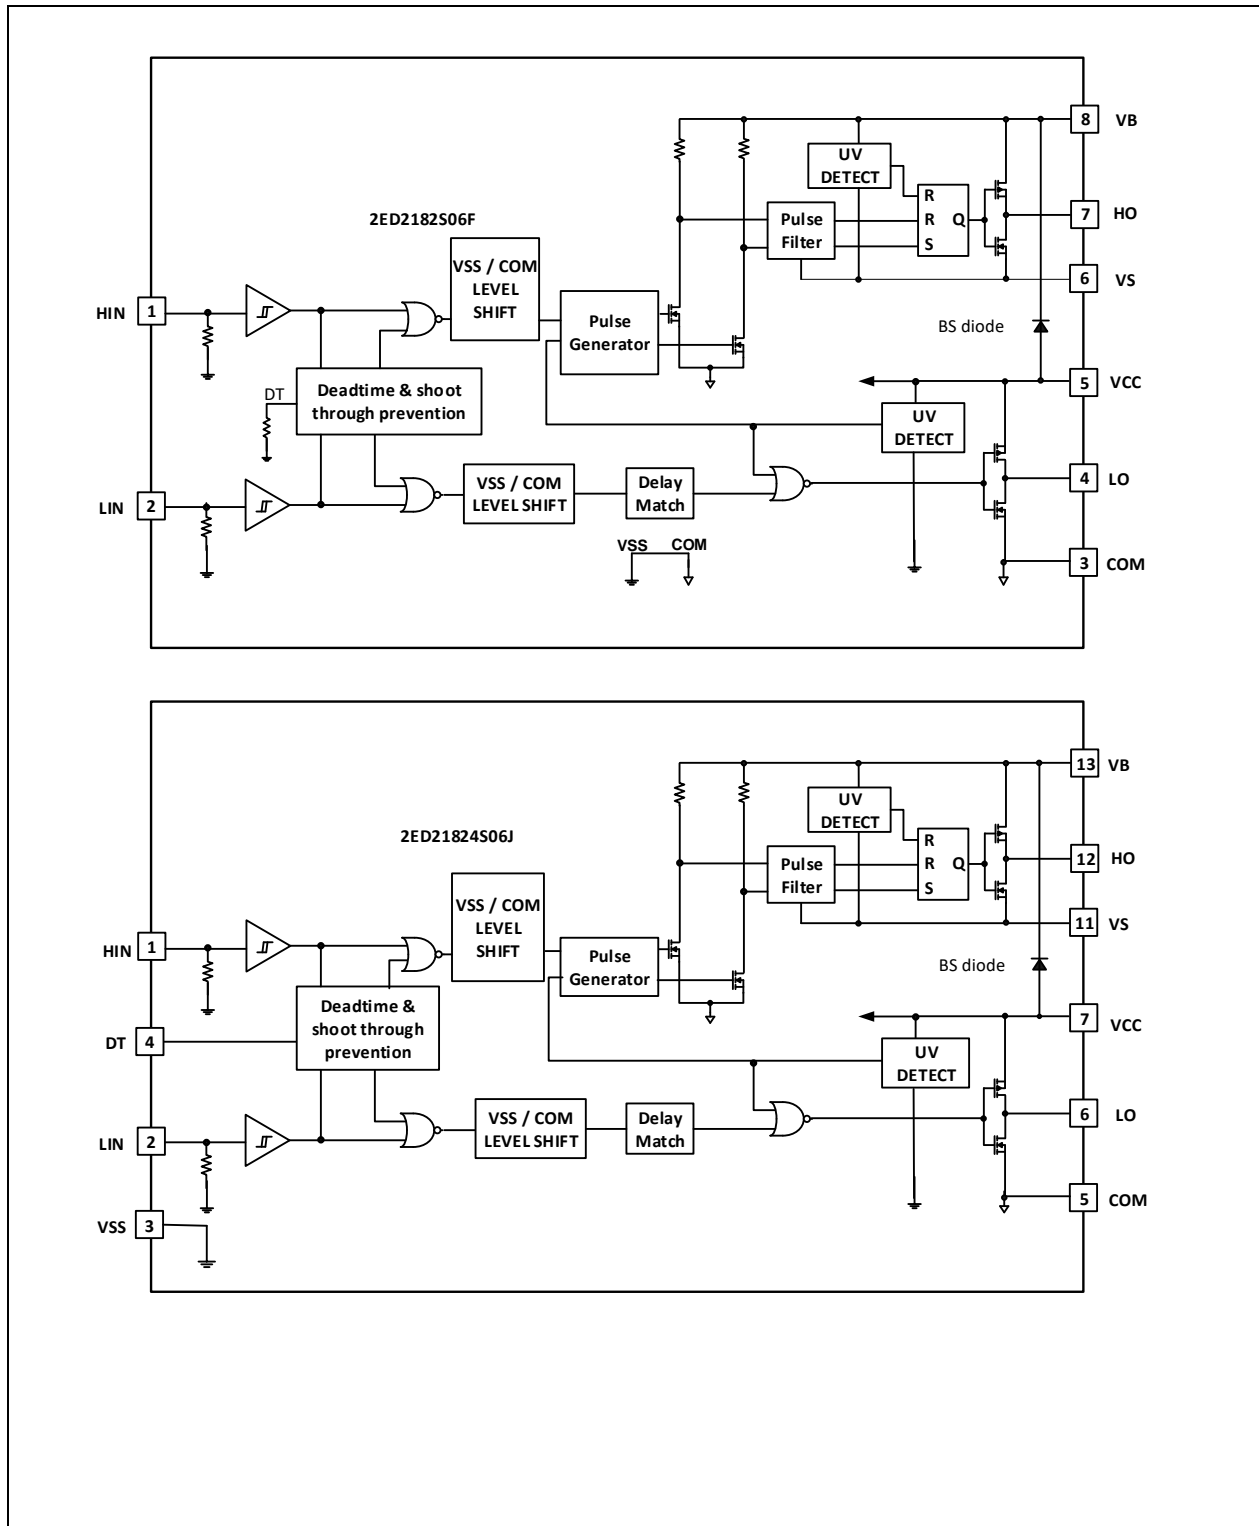 8 VB
UV
DETECT
R
R Q
S
Pulse
Filter
7 HO
2ED2182S06F
VSS / COM
LEVEL
SHIFT
6 VS
HIN 1
Pulse
Generator
BS diode
DT
Deadtime & shoot
through prevention
5 VCC
UV
DETECT
LIN 2
VSS / COM
LEVEL SHIFT
Delay
Match
4 LO
VSS COM
3 COM
13 VB
UV
DETECT
R
R Q
S
Pulse
Filter
12 HO
2ED21824S06J
VSS / COM
LEVEL
SHIFT
11 VS
HIN 1
Pulse
Generator
BS diode
Deadtime &
shoot through
prevention
DT 4
7 VCC
UV
DETECT
LIN 2
VSS / COM
LEVEL SHIFT
Delay
Match
6 LO
VSS 3
5 COM